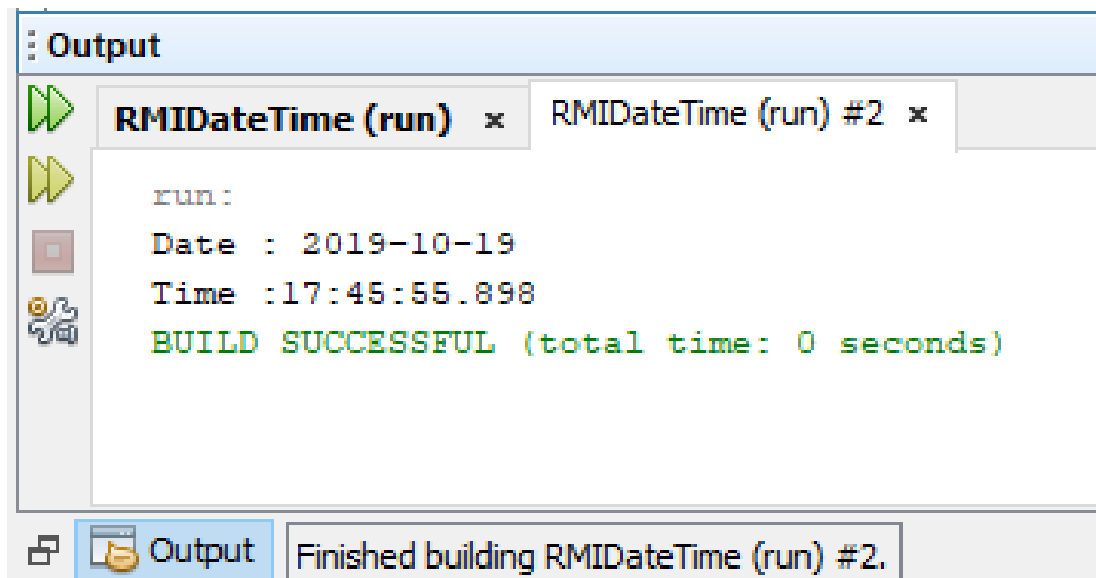 Output
RMIDateTime (run) × RMIDateTime (run) #2 ×
run:
Date : 2019-10-19
Time :17:45:55.898
BUILD SUCCESSFUL (total time: 0 seconds)
Output Finished building RMIDateTime (run) #2.